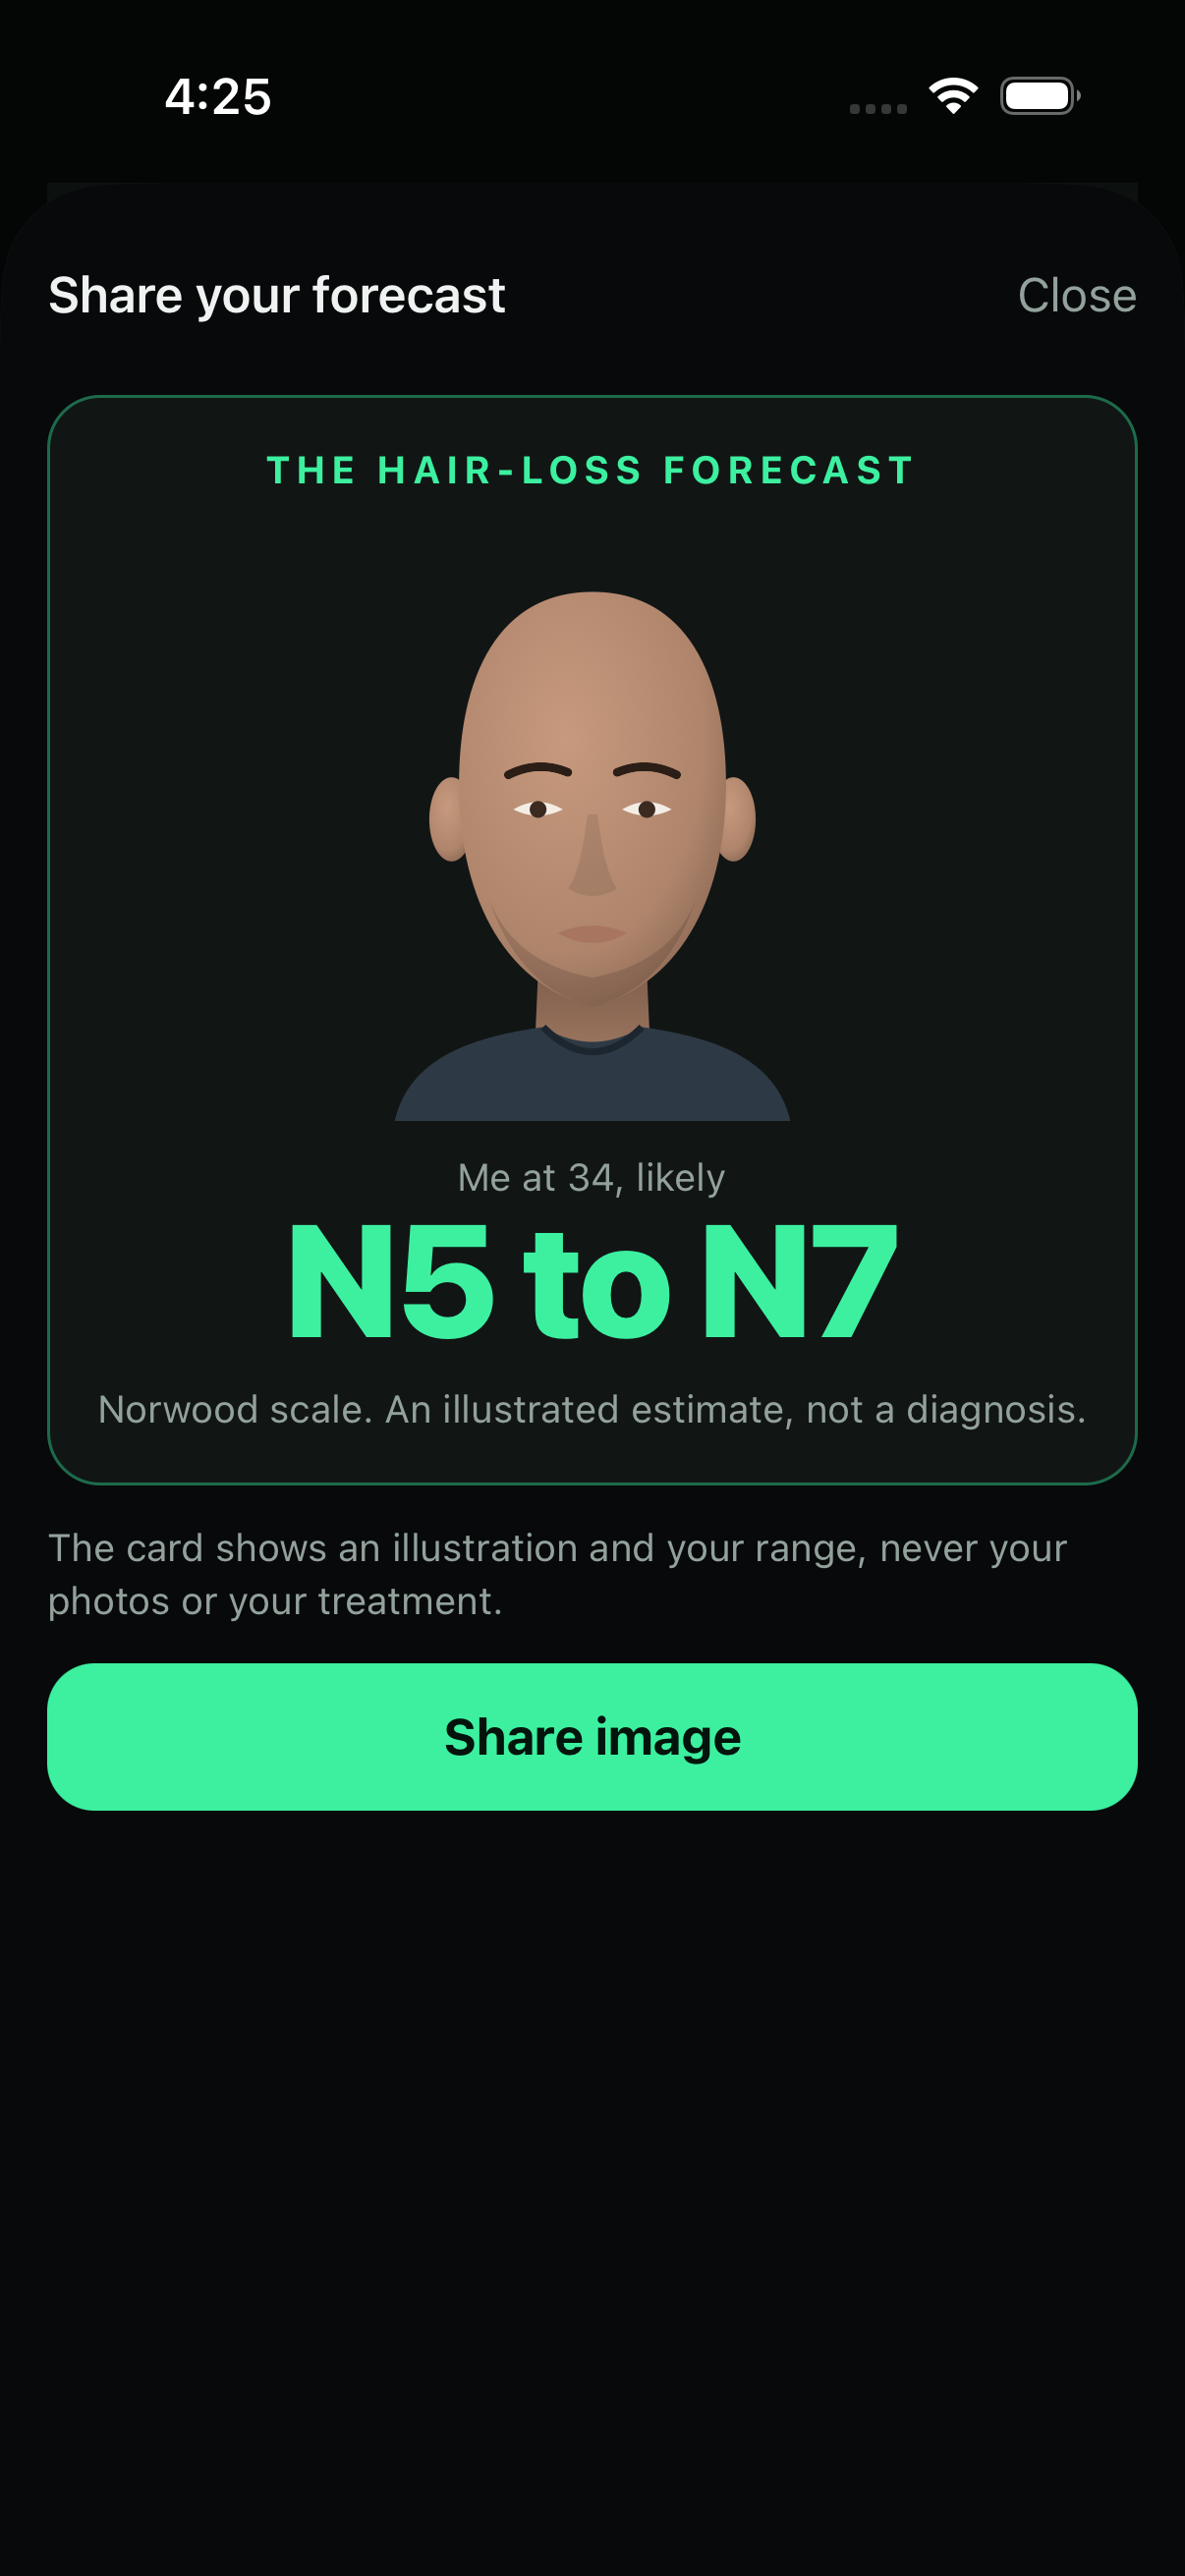 4:25
Share your forecast
Close
THE HAIR-LOSS FORECAST
Me at 34, likely
N5 to N7
Norwood scale. An illustrated estimate, not a diagnosis.
The card shows an illustration and your range, never your
photos or your treatment.
Share image